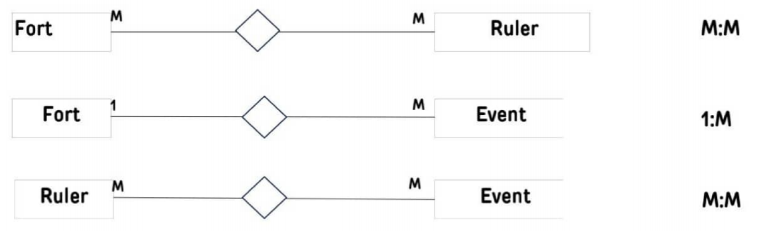 Fort M M Ruler M:M
Fort 1 M Event 1:M
Ruler M M Event M:M